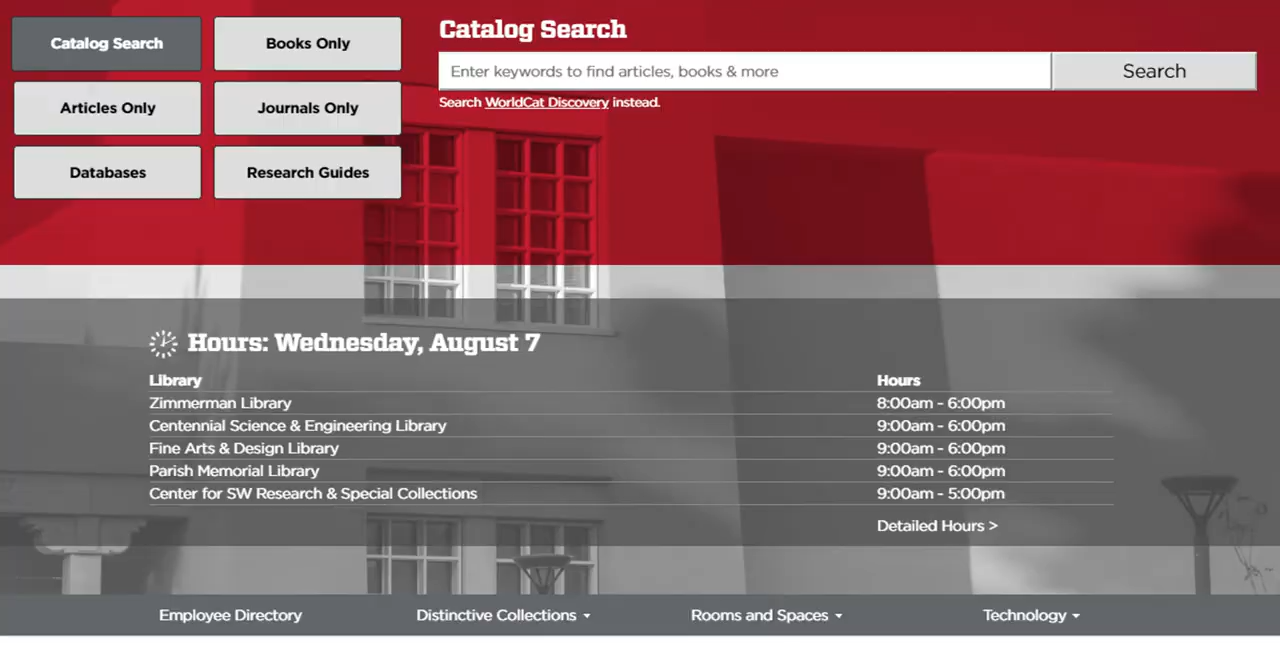 Catalog Search
Books Only
Articles Only
Journals Only
Databases
Research Guides
Catalog Search
Enter keywords to find articles, books & more
Search
Search WorldCat Discovery instead.
Hours: Wednesday, August 7
Library Hours
Zimmerman Library 8:00am - 6:00pm
Centennial Science & Engineering Library 9:00am - 6:00pm
Fine Arts & Design Library 9:00am - 6:00pm
Parish Memorial Library 9:00am - 6:00pm
Center for SW Research & Special Collections 9:00am - 5:00pm
Detailed Hours >
Employee Directory Distinctive Collections Rooms and Spaces Technology